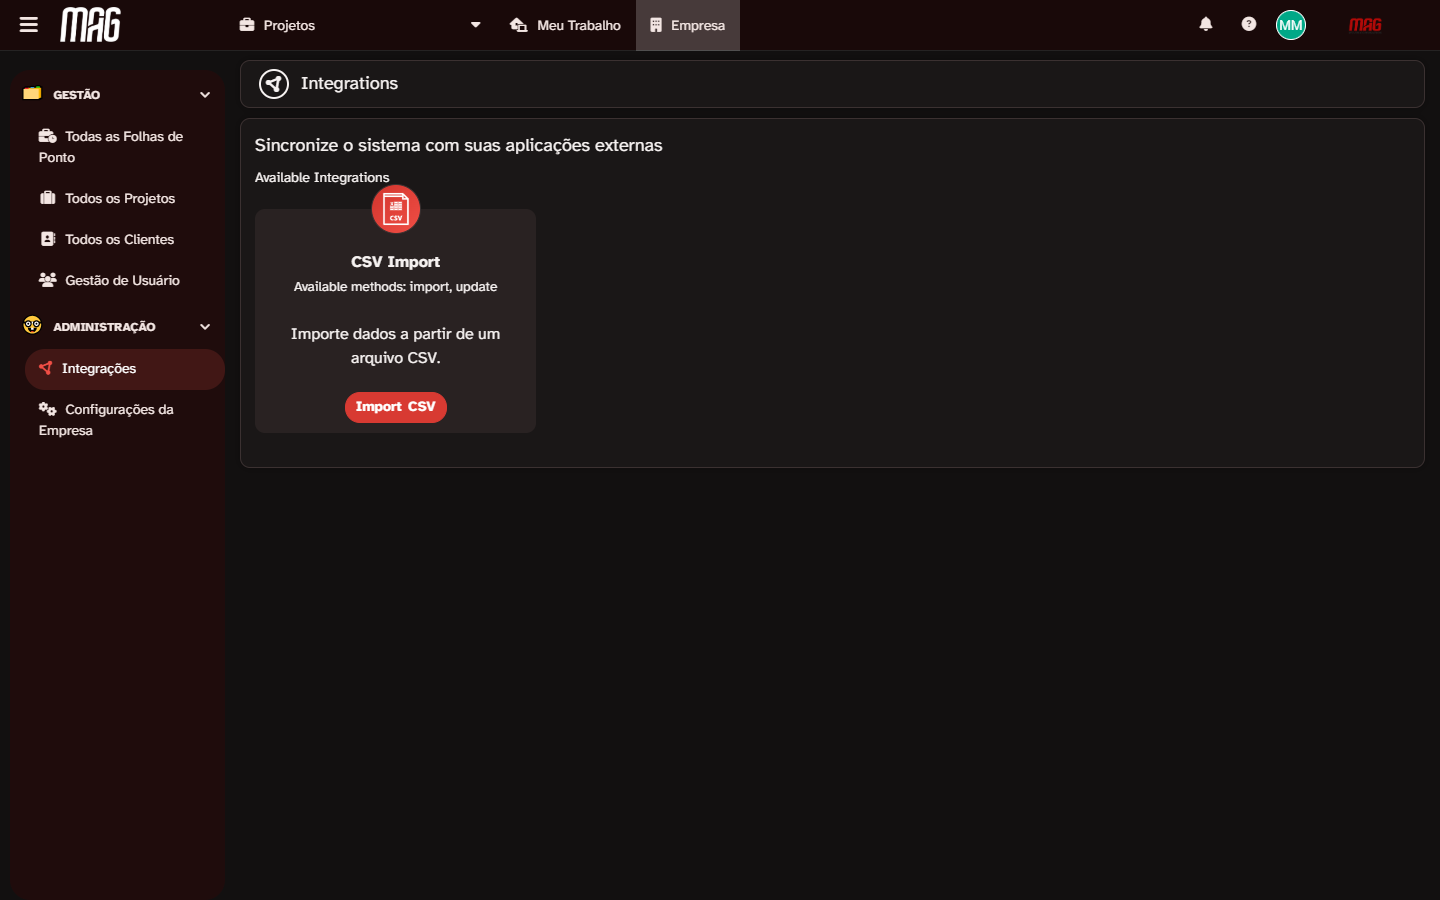 MAG
Projetos
Meu Trabalho
Empresa
MM
MAG
GESTÃO
Todas as Folhas de
Ponto
Todos os Projetos
Todos os Clientes
Gestão de Usuário
ADMINISTRAÇÃO
Integrações
Configurações da
Empresa
Integrations
Sincronize o sistema com suas aplicações externas
Available Integrations
CSV
CSV Import
Available methods: import, update
Importe dados a partir de um
arquivo CSV.
Import CSV